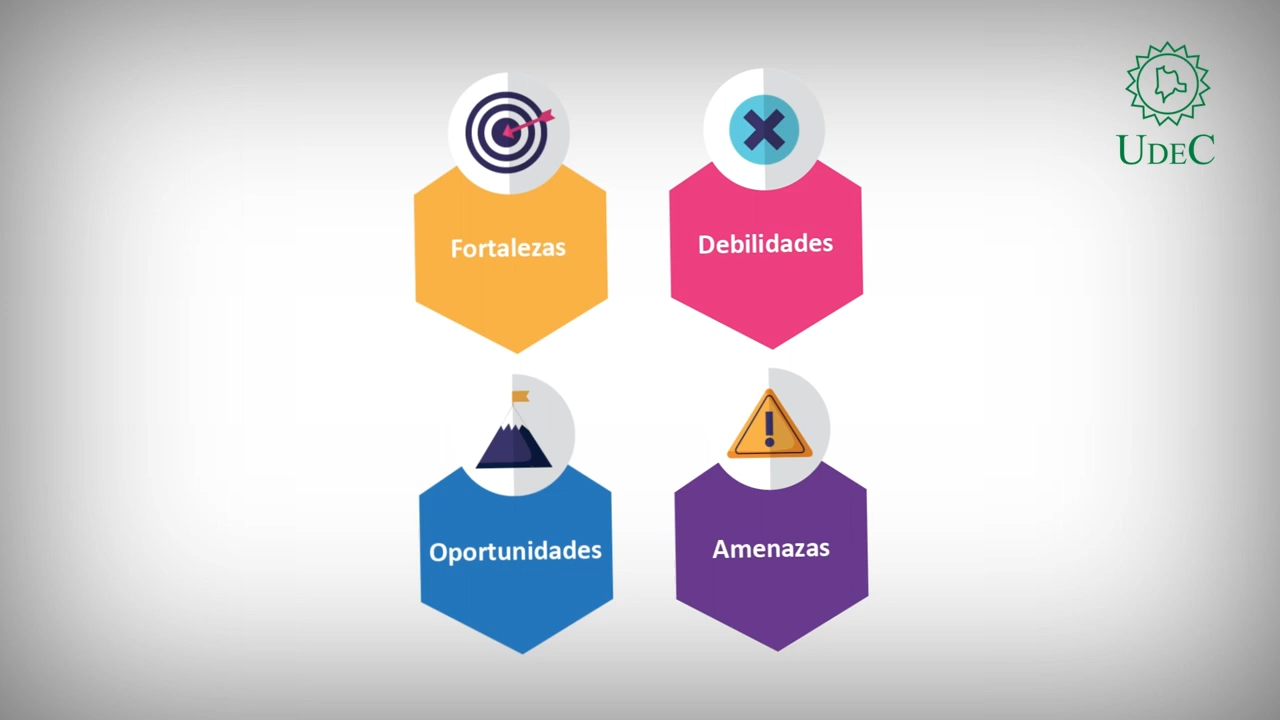 UDEC
Fortalezas
Debilidades
Oportunidades
Amenazas